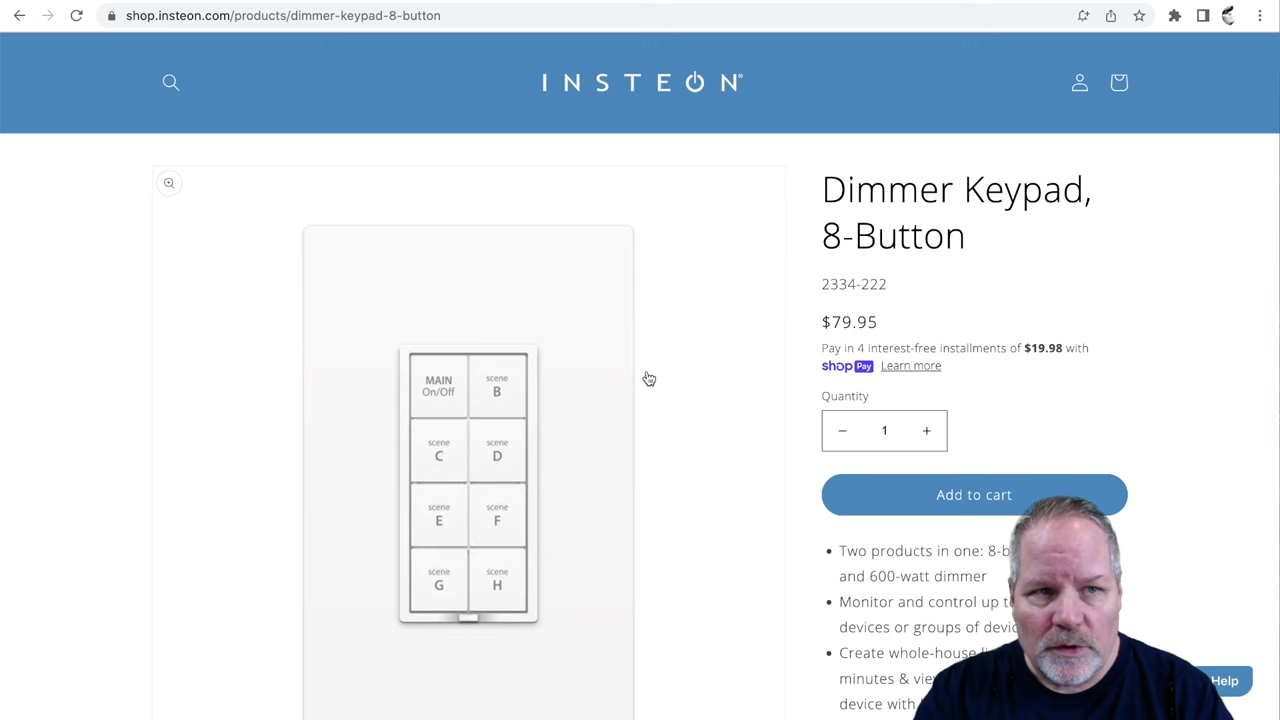 shop.insteon.com/products/dimmer-keypad-8-button
INSTEON®
Dimmer Keypad,
8-Button
2334-222
$79.95
Pay in 4 interest-free installments of $19.98 with
shop Pay Learn more
Quantity
− 1 +
Add to cart
Two products in one:
and 600-watt dimmer
Monitor and control up
devices or groups of
Create whole-house
minutes &
device with
Help
MAIN
On/Off
scene
B
scene
C
scene
D
scene
E
scene
F
scene
G
scene
H